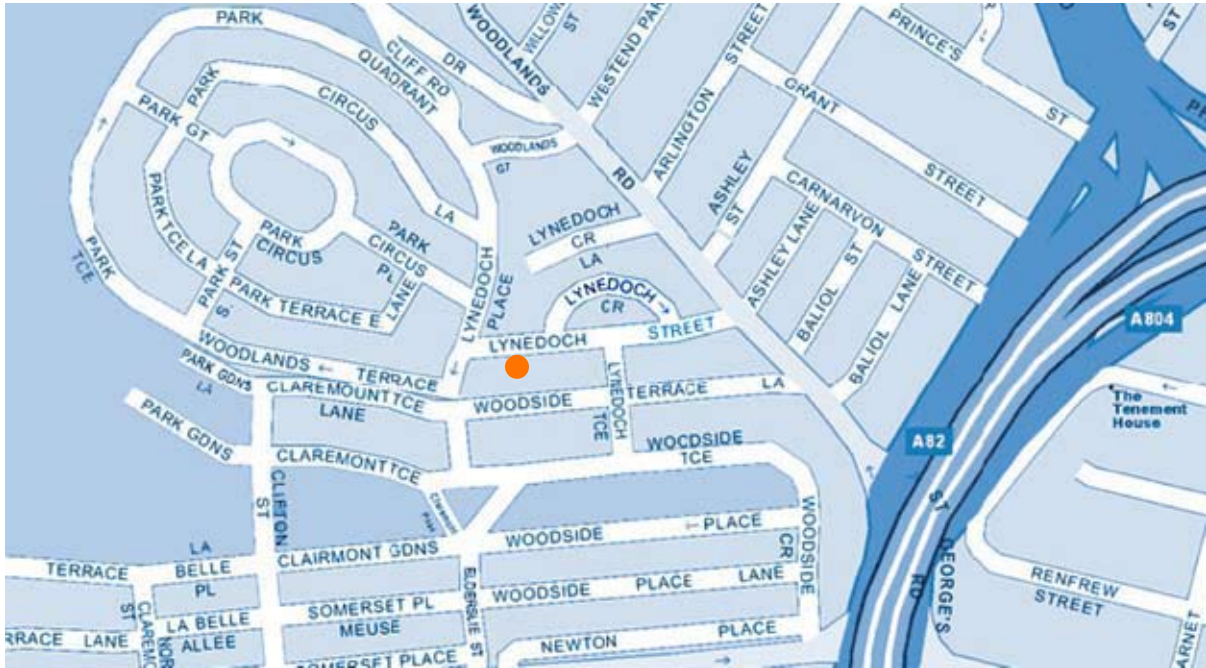 PARK
QUADRANT
CLIFF RD
DR
WOODLANDS
RD
WILLOW
ST
WESTEND PAR
ARLINGTON STREET
PRINCE'S
ST
GRANT
STREET
ASHLEY
ST
CARNARVON
STREET
ASHLEY LANE
BALIOL ST
BALIOL LANE
PARK GT
PARK
CIRCUS
LA
PARK
TCE
PARK TCE LA
PARK ST
S
PARK
CIRCUS
PARK
CIRCUS
PL
LANE
PARK TERRACE E
WOODLANDS
GT
LYNEDOCH
PLACE
LYNEDOCH
CR
LA
LYNEDOCH
CR
LYNEDOCH
STREET
LYNEDOCH
TCE
WOODLANDS
TERRACE
PARK GDNS
LA
PARK GDNS
CLAREMOUNT TCE
LANE
WOODSIDE
TERRACE
LA
CLAREMONT TCE
WOODSIDE
TCE
WOODSIDE
CR
CLIFTON
ST
A804
The
Tenement
House
A82
ST
GEORGE'S
RD
RENFREW
STREET
ARNET
LA
BELLE
PL
TERRACE
CLAIRMONT GDNS
WOODSIDE
PLACE
WOODSIDE
PLACE
LANE
ELDERSLIE ST
CLAREMO
ST
NOR
LA BELLE
ALLEE
RRACE
LANE
SOMERSET PL
MEUSE
SOMERSET PLACE
NEWTON
PLACE